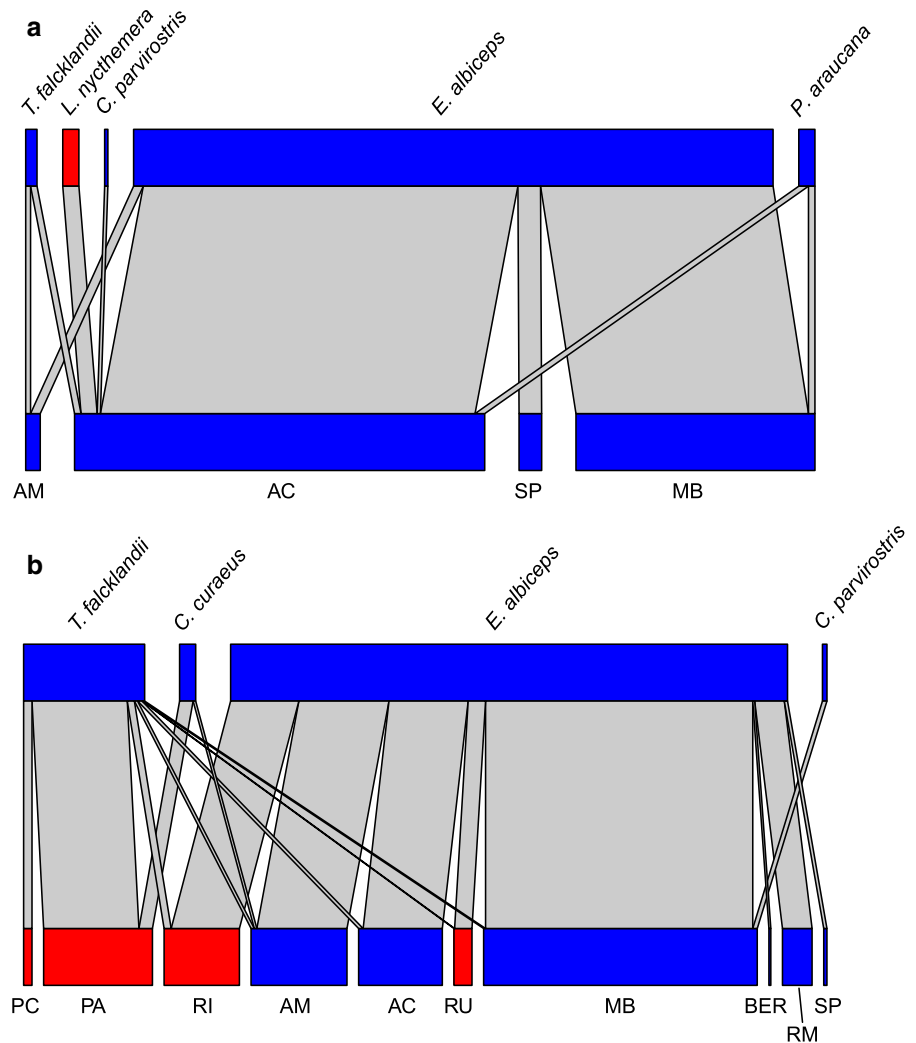 a
T. falcklandii L. nycthemera C. parvirostris E. albiceps P. araucana
AM AC SP MB
b
T. falcklandii C. curaeus E. albiceps C. parvirostris
PC PA RI AM AC RU MB BER SP
RM